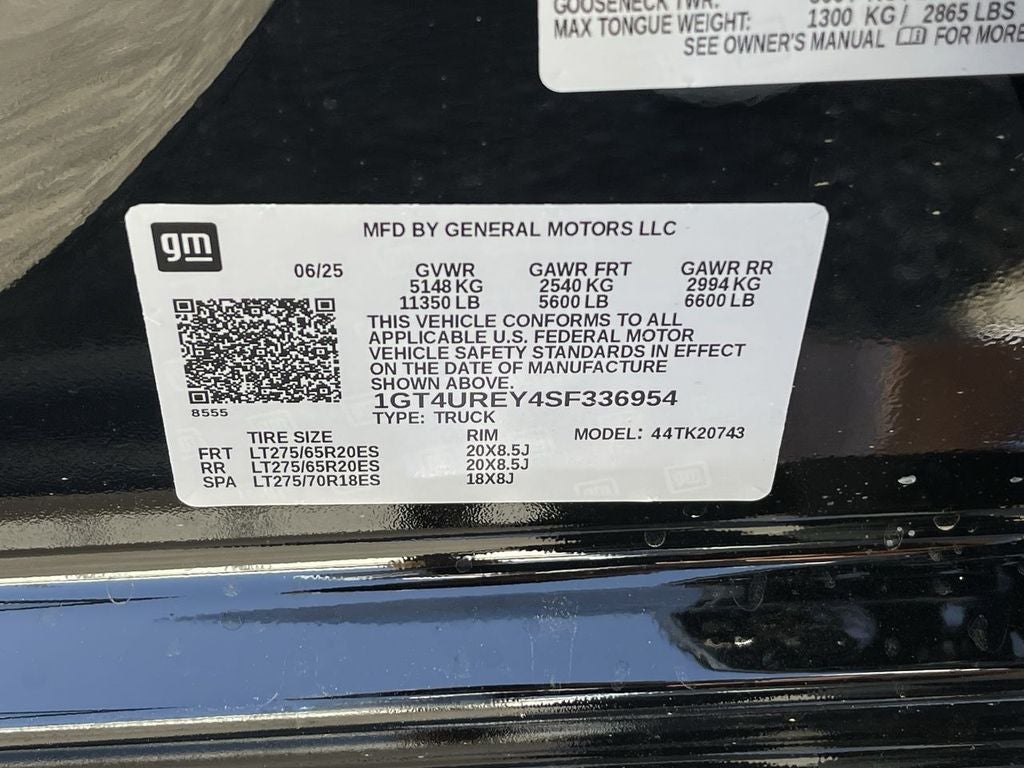 GOOSENECK TWR:
MAX TONGUE WEIGHT: 1300 KG/ 2865 LBS
SEE OWNER'S MANUAL FOR MORE
gm
MFD BY GENERAL MOTORS LLC
06/25 GVWR GAWR FRT GAWR RR
5148 KG 2540 KG 2994 KG
11350 LB 5600 LB 6600 LB
THIS VEHICLE CONFORMS TO ALL
APPLICABLE U.S. FEDERAL MOTOR
VEHICLE SAFETY STANDARDS IN EFFECT
ON THE DATE OF MANUFACTURE
SHOWN ABOVE.
1GT4UREY4SF336954
8555
TYPE: TRUCK
TIRE SIZE RIM MODEL: 44TK20743
FRT LT275/65R20ES 20X8.5J
RR LT275/65R20ES 20X8.5J
SPA LT275/70R18ES 18X8J